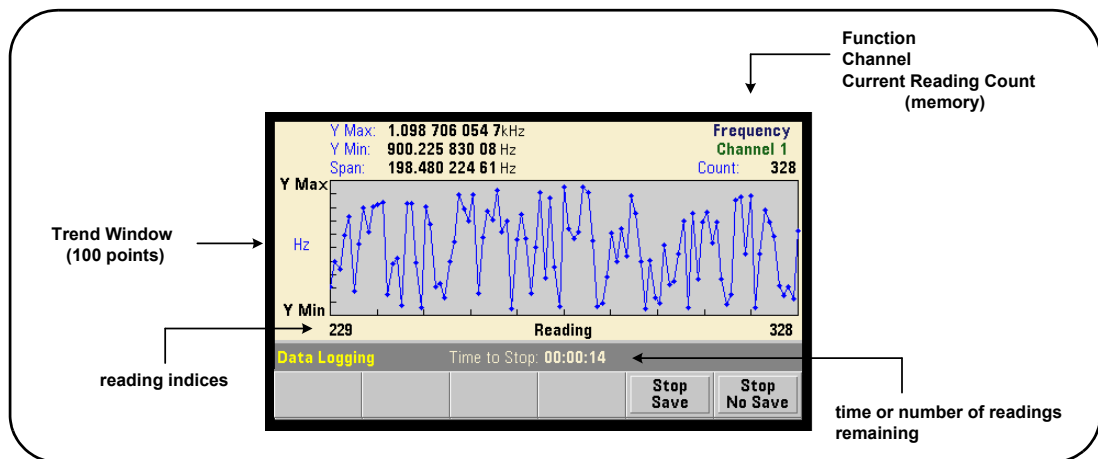 Function
Channel
Current Reading Count
(memory)
Y Max: 1.098 706 054 7kHz
Frequency
Y Min: 900.225 830 08 Hz
Channel 1
Span: 198.480 224 61 Hz
Count: 328
Y Max
Trend Window
(100 points)
Hz
Y Min
229 Reading 328
Data Logging Time to Stop: 00:00:14
reading indices
Stop
Save
Stop
No Save
time or number of readings
remaining